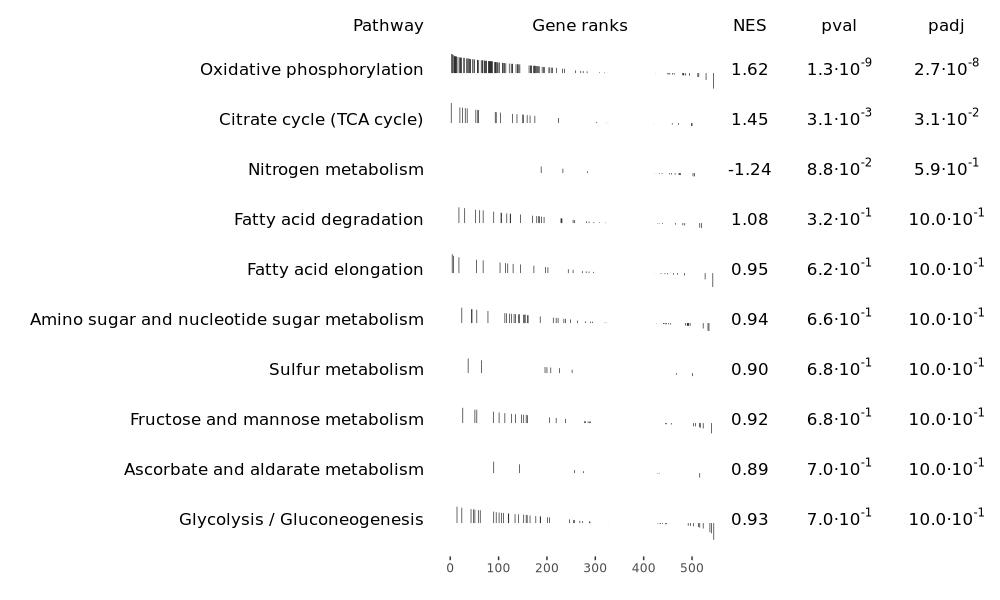 Pathway Gene ranks NES pval padj
Oxidative phosphorylation 1.62 1.3·10⁻⁹ 2.7·10⁻⁸
Citrate cycle (TCA cycle) 1.45 3.1·10⁻³ 3.1·10⁻²
Nitrogen metabolism -1.24 8.8·10⁻² 5.9·10⁻¹
Fatty acid degradation 1.08 3.2·10⁻¹ 10.0·10⁻¹
Fatty acid elongation 0.95 6.2·10⁻¹ 10.0·10⁻¹
Amino sugar and nucleotide sugar metabolism 0.94 6.6·10⁻¹ 10.0·10⁻¹
Sulfur metabolism 0.90 6.8·10⁻¹ 10.0·10⁻¹
Fructose and mannose metabolism 0.92 6.8·10⁻¹ 10.0·10⁻¹
Ascorbate and aldarate metabolism 0.89 7.0·10⁻¹ 10.0·10⁻¹
Glycolysis / Gluconeogenesis 0.93 7.0·10⁻¹ 10.0·10⁻¹
0 100 200 300 400 500